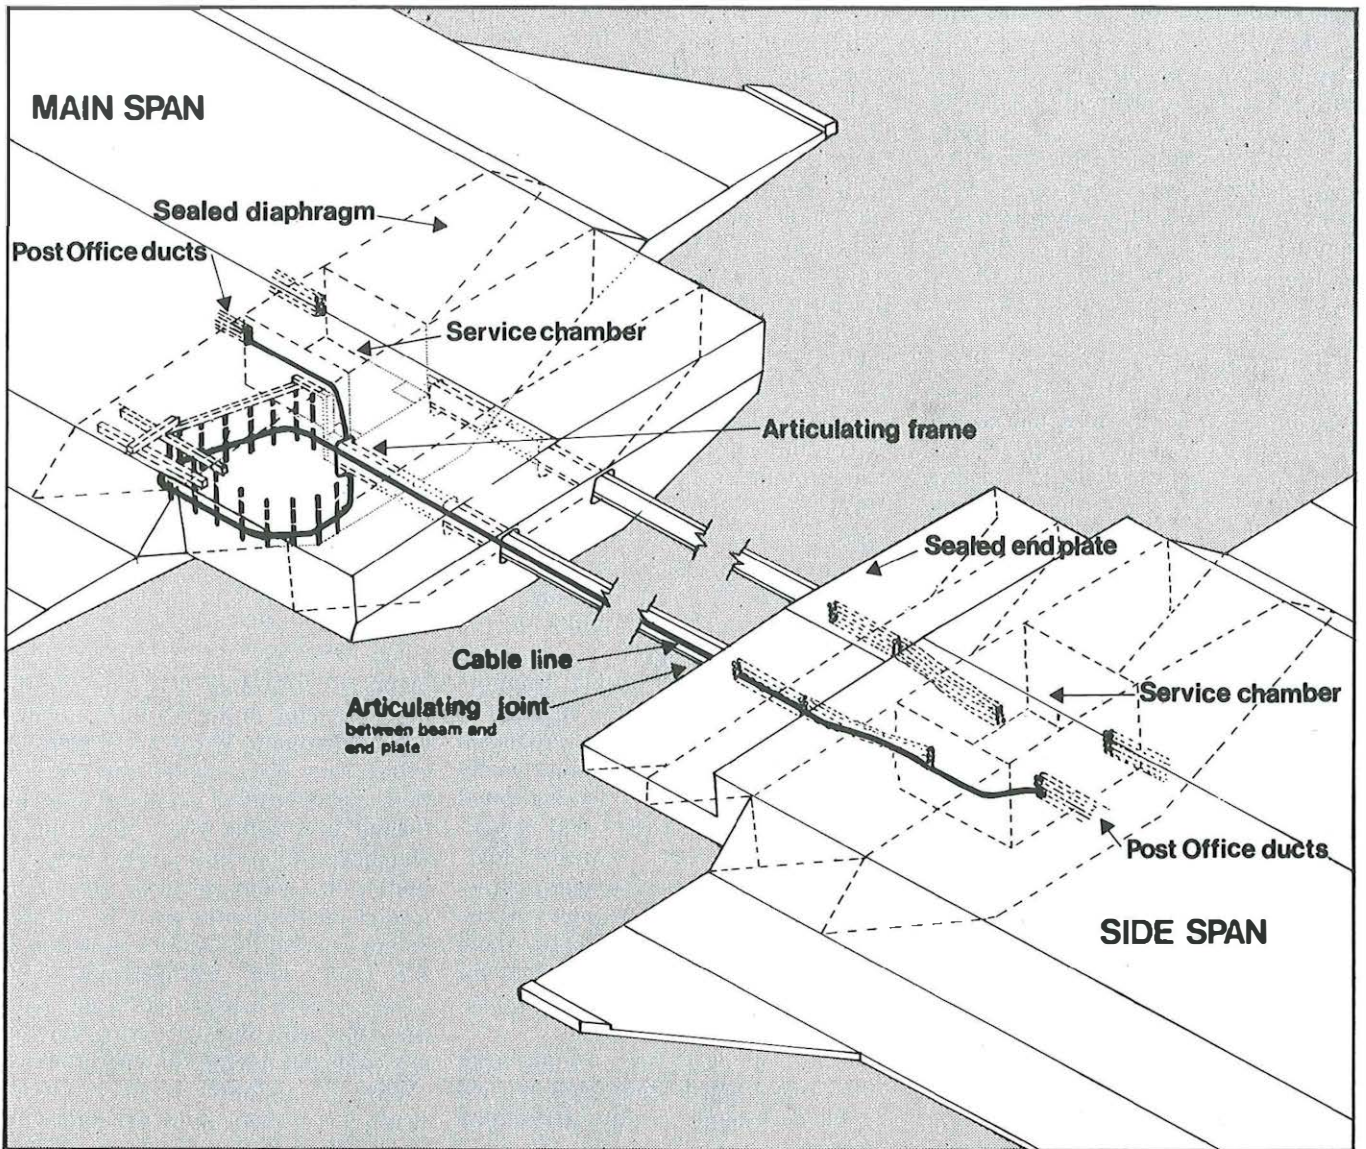 MAIN SPAN
Sealed diaphragm
Post Office ducts
Service chamber
Articulating frame
Sealed end plate
Cable line
Articulating joint
between beam and
end plate
Service chamber
Post Office ducts
SIDE SPAN